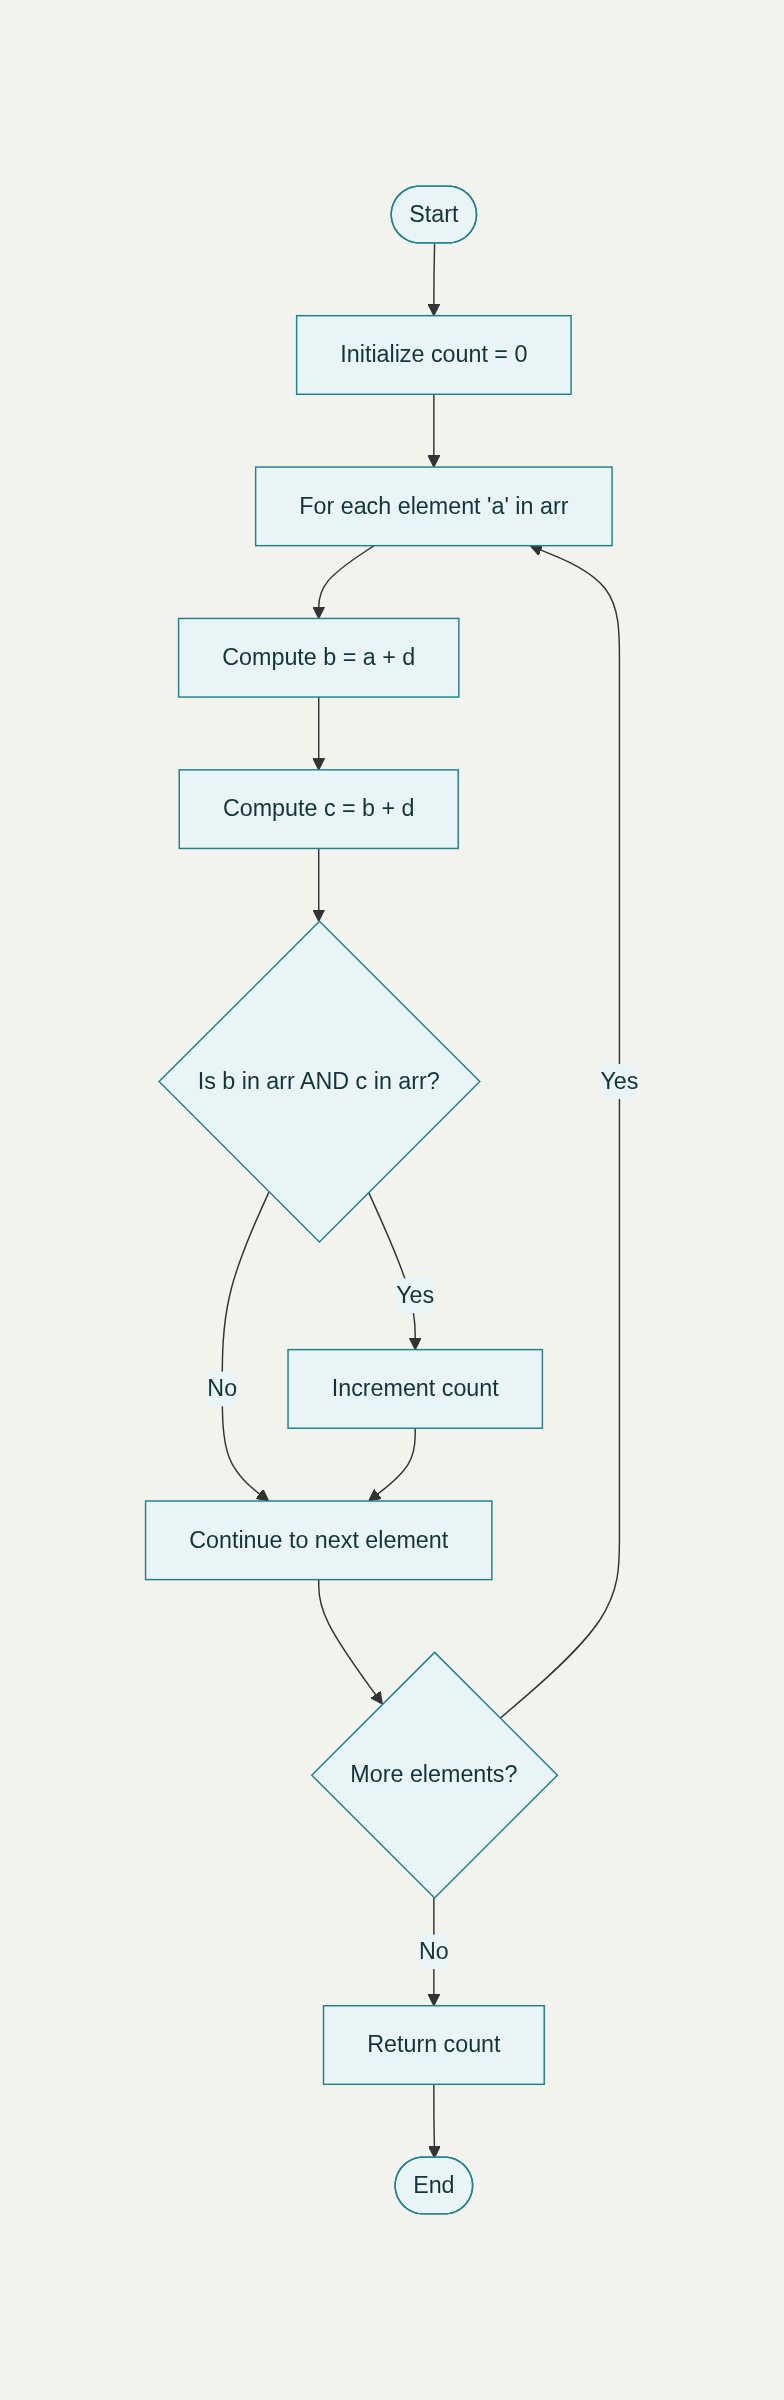 Start
Initialize count = 0
For each element 'a' in arr
Compute b = a + d
Compute c = b + d
Is b in arr AND c in arr?
Yes
Yes
No
Increment count
Continue to next element
More elements?
No
Return count
End